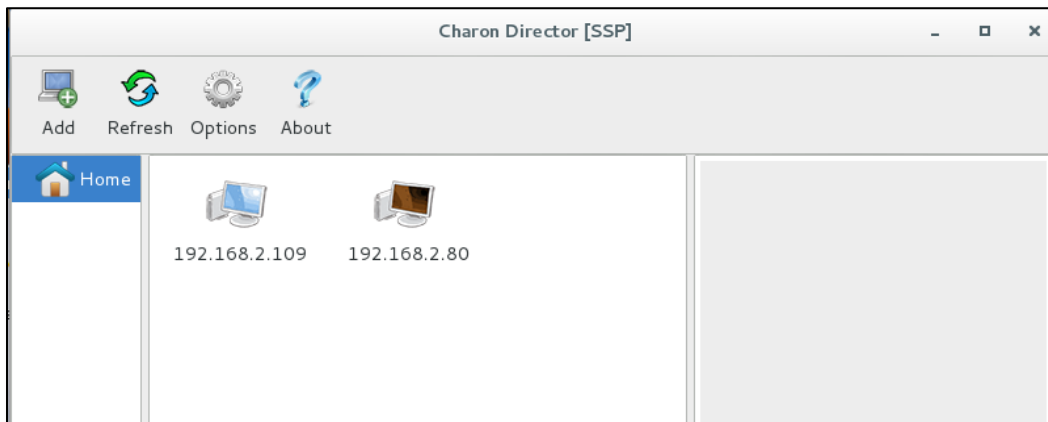 Charon Director [SSP]
Add Refresh Options About
Home
192.168.2.109 192.168.2.80